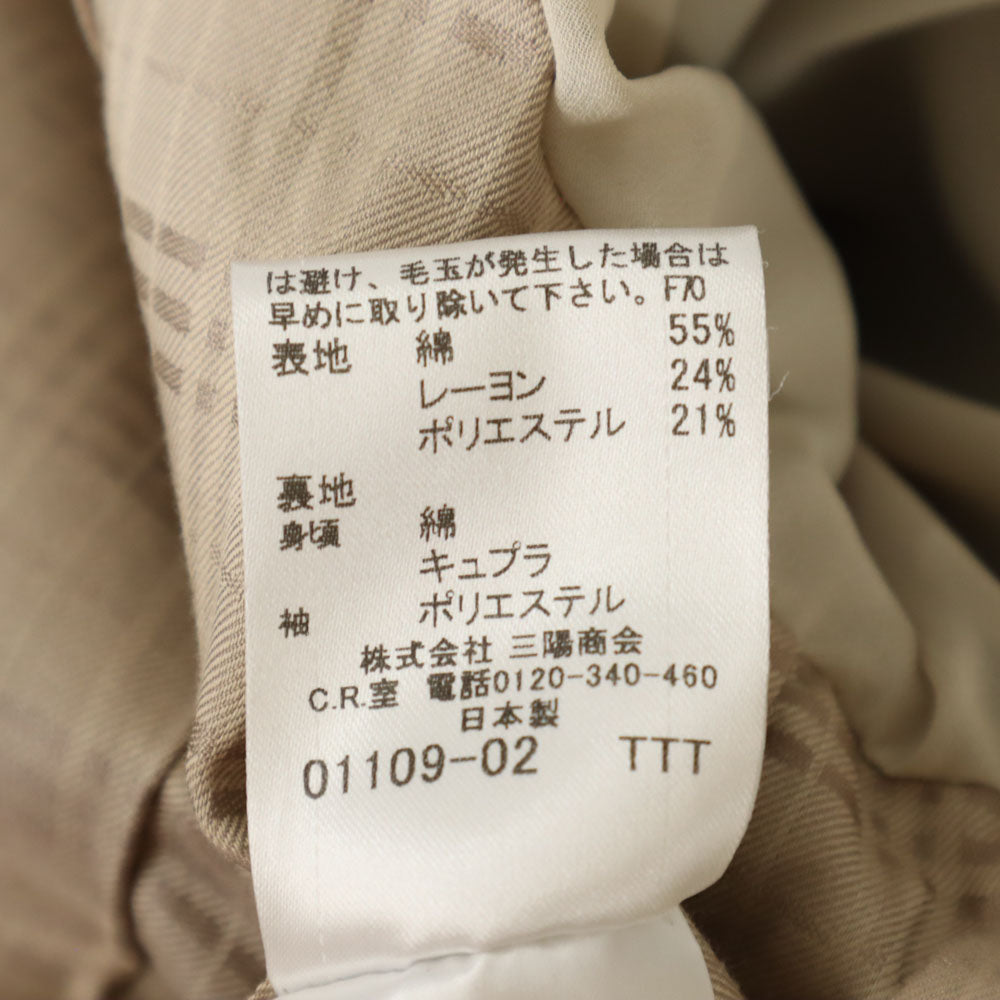 は避け、毛玉が発生した場合は
早めに取り除いて下さい。F70
表地 綿 55%
レーヨン 24%
ポリエステル 21%
裏地
身頃 綿
キュプラ
袖 ポリエステル
株式会社 三陽商会
C.R.室 電話0120-340-460
日本製
01109-02 TTT